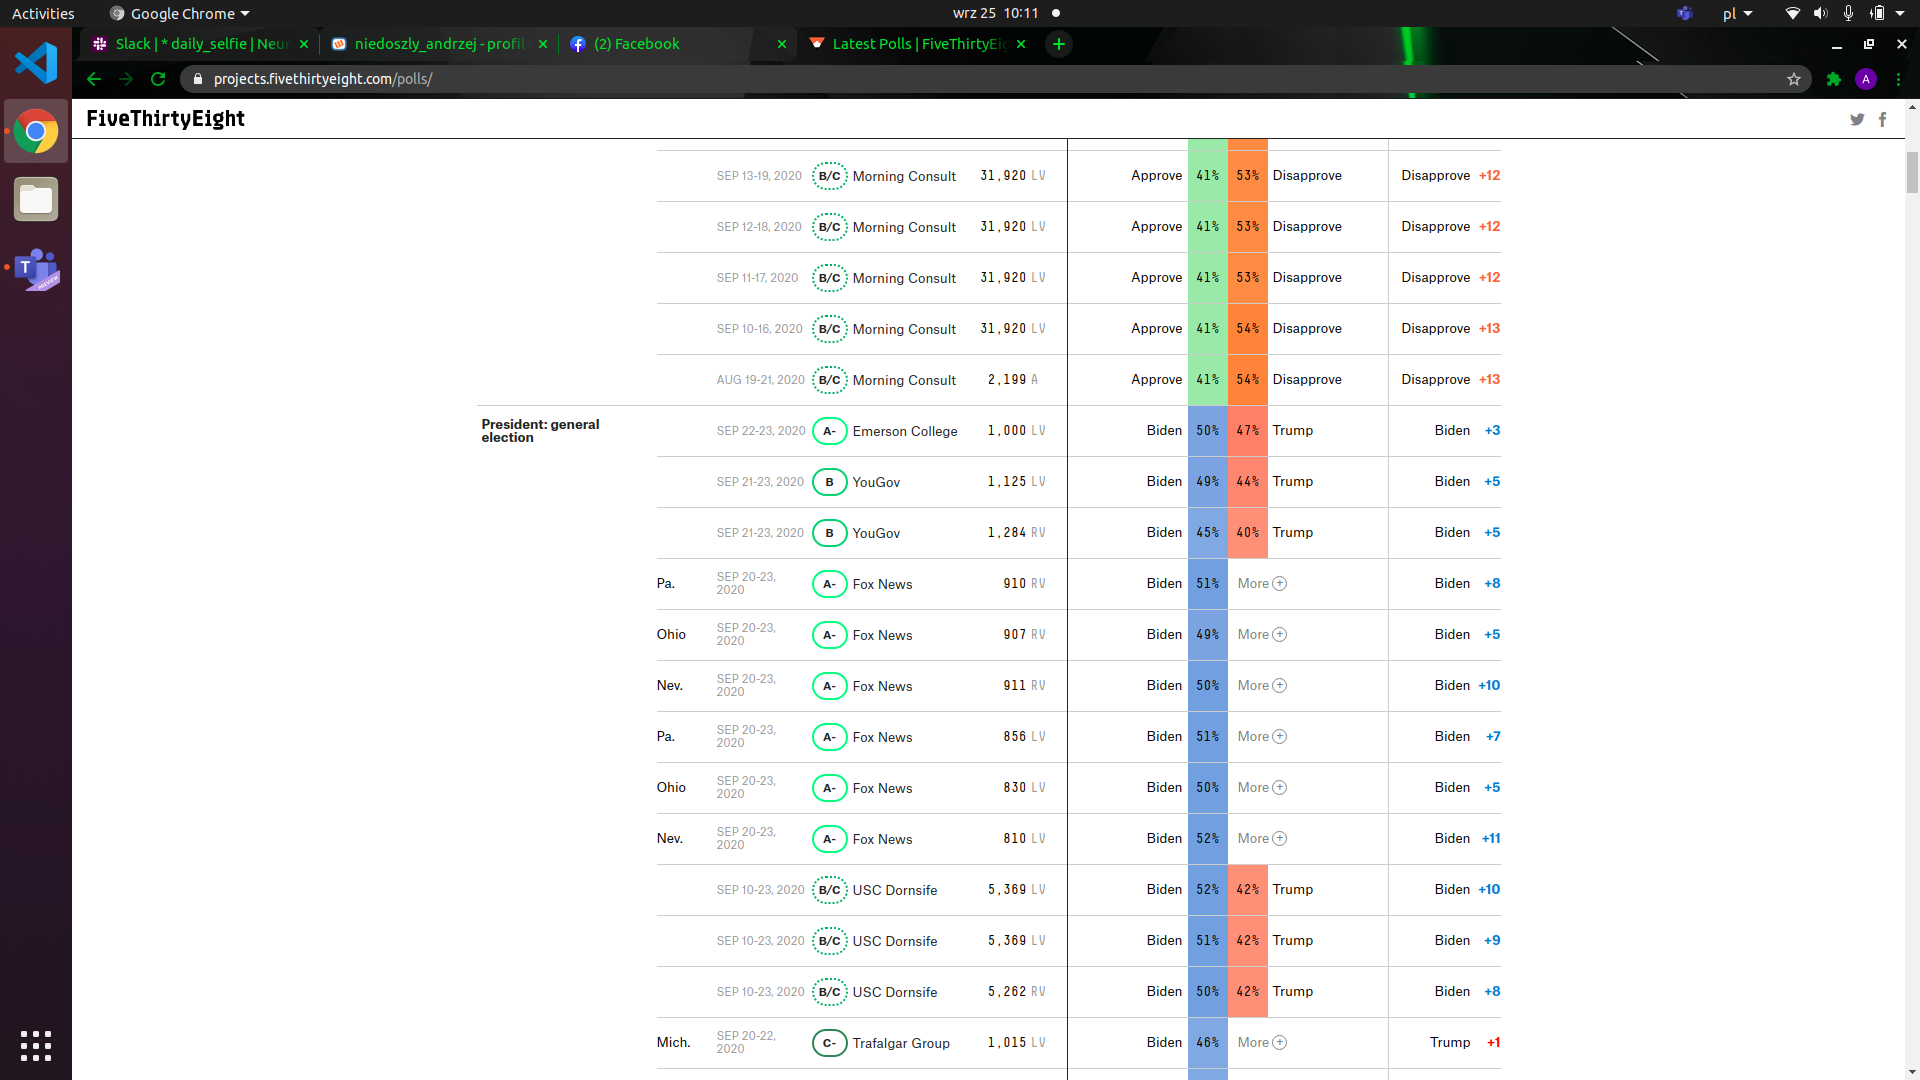 Activities Google Chrome wrz 25 10:11 pl
Slack | * daily_selfie | Neur niedoszly_andrzej - profil (2) Facebook Latest Polls | FiveThirtyEig
projects.fivethirtyeight.com/polls/ A
FiveThirtyEight
SEP 13-19, 2020 B/C Morning Consult 31,920 LV Approve 41% 53% Disapprove Disapprove +12
SEP 12-18, 2020 B/C Morning Consult 31,920 LV Approve 41% 53% Disapprove Disapprove +12
SEP 11-17, 2020 B/C Morning Consult 31,920 LV Approve 41% 53% Disapprove Disapprove +12
SEP 10-16, 2020 B/C Morning Consult 31,920 LV Approve 41% 54% Disapprove Disapprove +13
AUG 19-21, 2020 B/C Morning Consult 2,199 A Approve 41% 54% Disapprove Disapprove +13
President: general
election
SEP 22-23, 2020 A- Emerson College 1,000 LV Biden 50% 47% Trump Biden +3
SEP 21-23, 2020 B YouGov 1,125 LV Biden 49% 44% Trump Biden +5
SEP 21-23, 2020 B YouGov 1,284 RV Biden 45% 40% Trump Biden +5
Pa. SEP 20-23, 2020 A- Fox News 910 RV Biden 51% More + Biden +8
Ohio SEP 20-23, 2020 A- Fox News 907 RV Biden 49% More + Biden +5
Nev. SEP 20-23, 2020 A- Fox News 911 RV Biden 50% More + Biden +10
Pa. SEP 20-23, 2020 A- Fox News 856 LV Biden 51% More + Biden +7
Ohio SEP 20-23, 2020 A- Fox News 830 LV Biden 50% More + Biden +5
Nev. SEP 20-23, 2020 A- Fox News 810 LV Biden 52% More + Biden +11
SEP 10-23, 2020 B/C USC Dornsife 5,369 LV Biden 52% 42% Trump Biden +10
SEP 10-23, 2020 B/C USC Dornsife 5,369 LV Biden 51% 42% Trump Biden +9
SEP 10-23, 2020 B/C USC Dornsife 5,262 RV Biden 50% 42% Trump Biden +8
Mich. SEP 20-22, 2020 C- Trafalgar Group 1,015 LV Biden 46% More + Trump +1